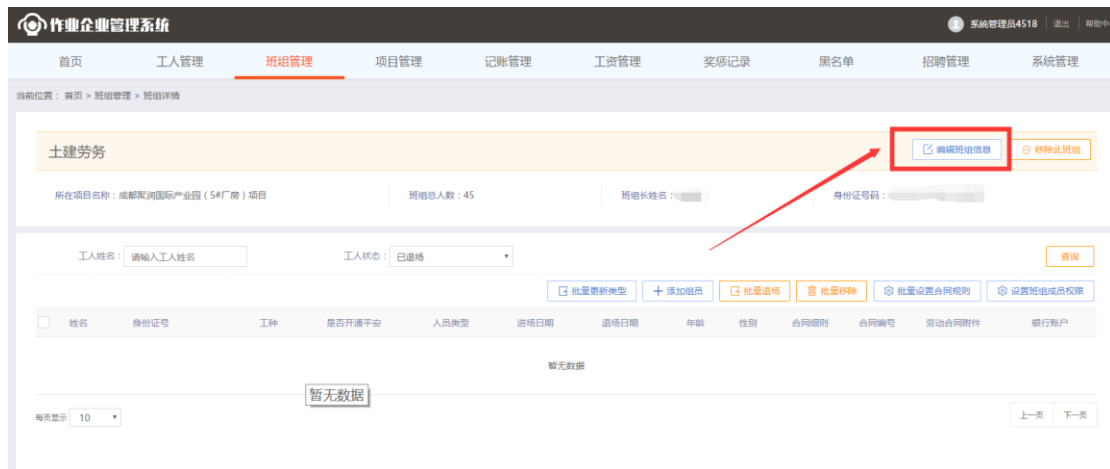 作业企业管理系统
系统管理员4518 退出 帮助中
首页 工人管理 班组管理 项目管理 记账管理 工资管理 奖惩记录 黑名单 招聘管理 系统管理
当前位置： 首页 > 班组管理 > 班组详情
土建劳务 编辑班组信息 移除此班组
所在项目名称：成都聚润国际产业园（5#厂房）项目 班组总人数：45 班组长姓名： 身份证号码：
工人姓名： 请输入工人姓名 工人状态： 已退场 查询
批量更新类型 添加组员 批量退场 批量移除 批量设置合同规则 设置班组成员权限
姓名 身份证号 工种 是否开通平安 人员类型 进场日期 退场日期 年龄 性别 合同细则 合同编号 劳动合同附件 银行账户
暂无数据
暂无数据
每页显示 10 上一页 下一页